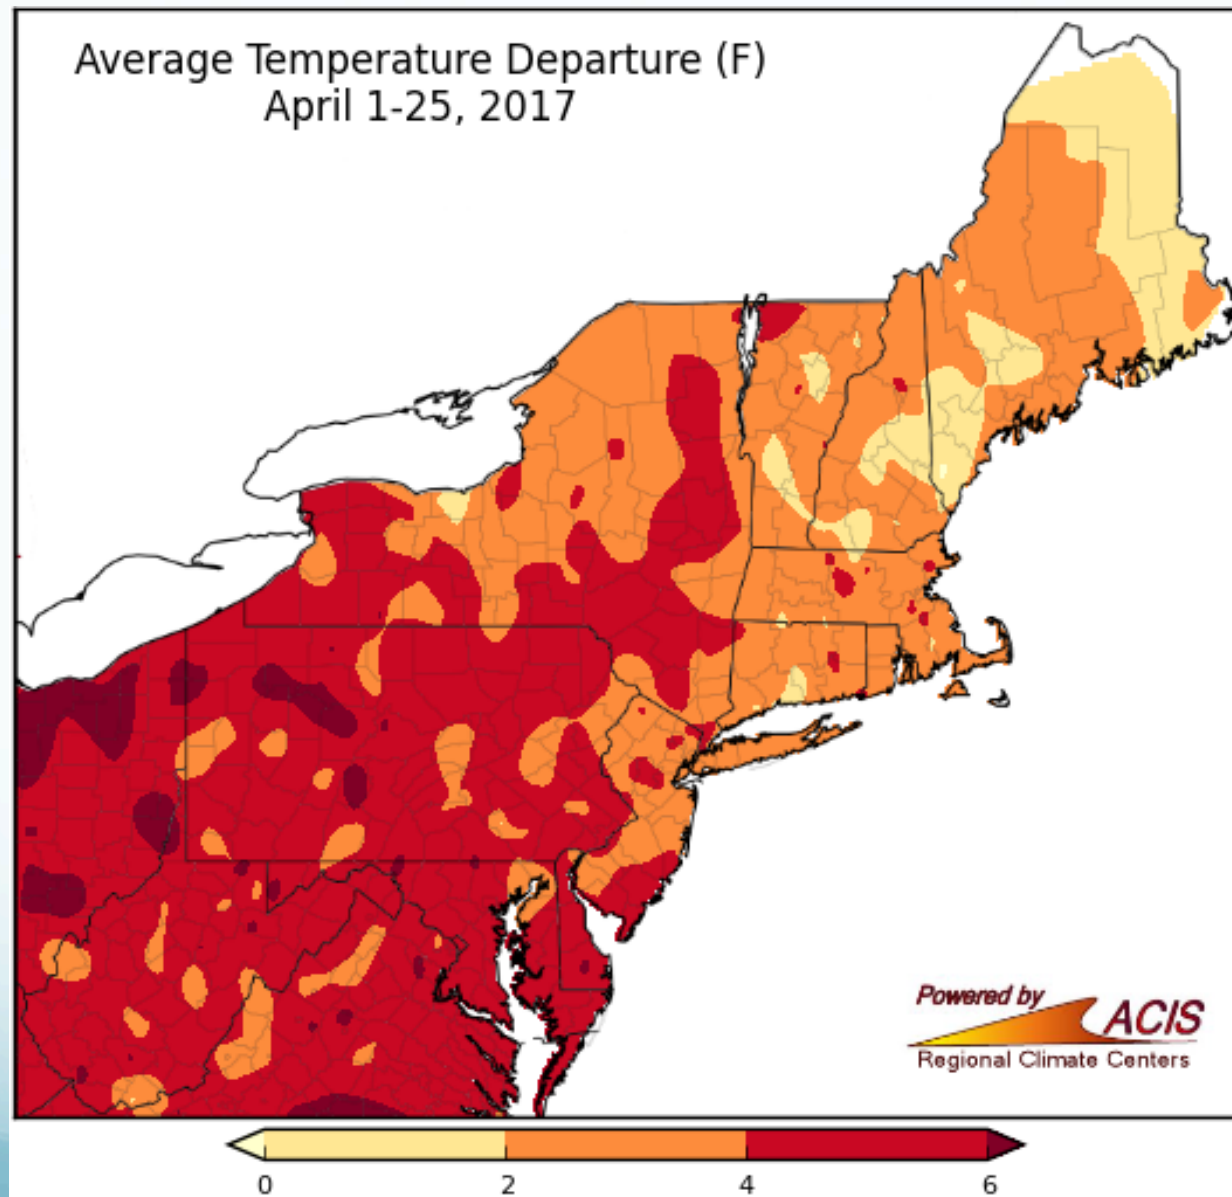 Average Temperature Departure (F)
April 1-25, 2017
Powered by
ACIS
Regional Climate Centers
0 2 4 6